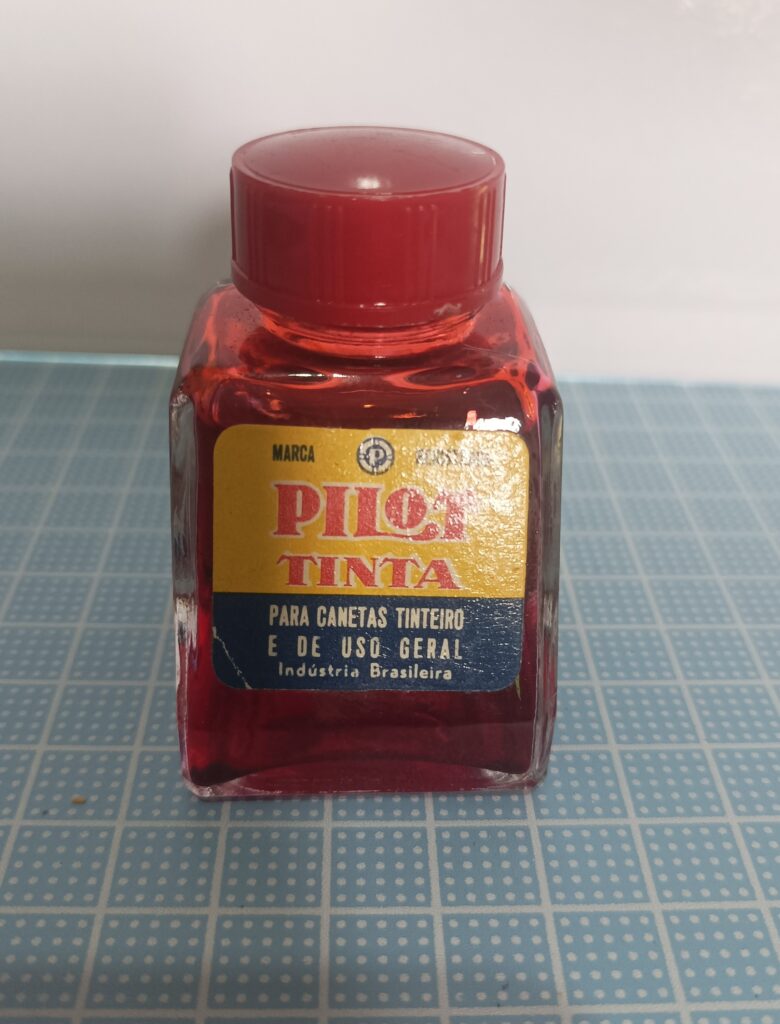 MARCA P
PILOT
TINTA
PARA CANETAS TINTEIRO
E DE USO GERAL
Indústria Brasileira